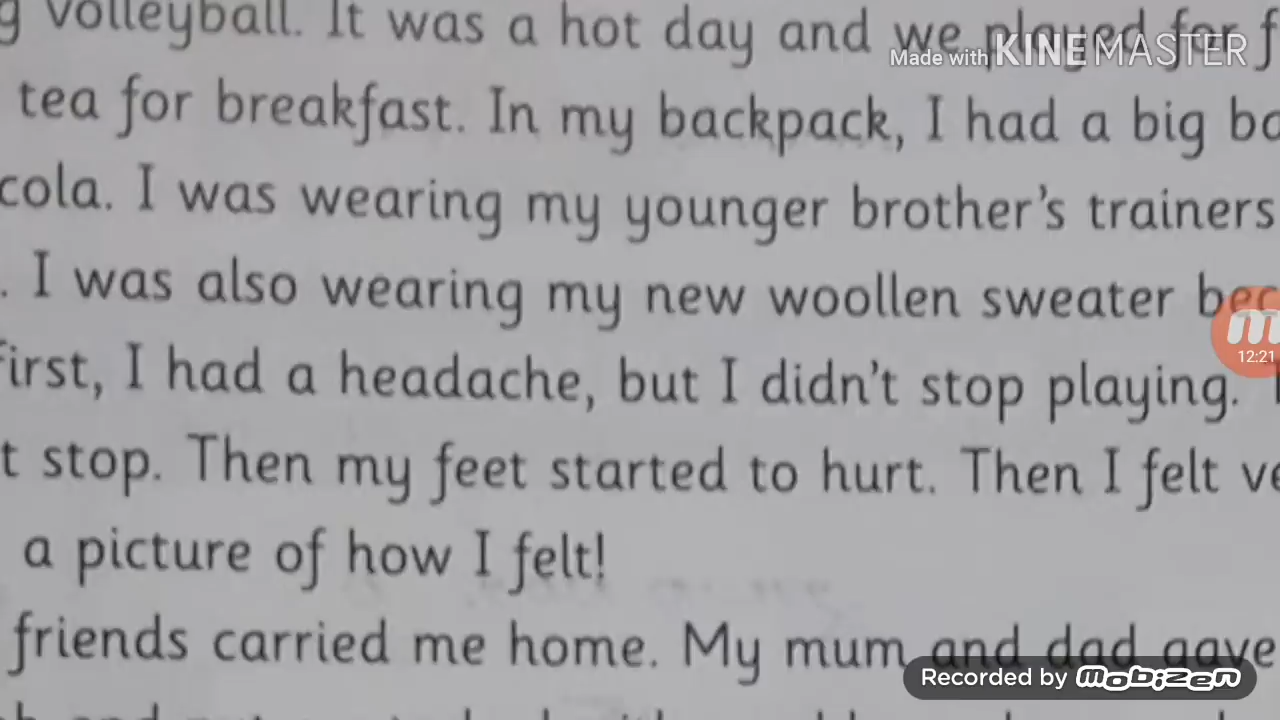 volleyball. It was a hot day and we played for
Made with KINEMASTER
tea for breakfast. In my backpack, I had a big
cola. I was wearing my younger brother's trainers
. I was also wearing my new woollen sweater
12:21
I had a headache, but I didn't stop playing.
stop. Then my feet started to hurt. Then I felt
a picture of how I felt!
friends carried me home. My mum and dad gave
Recorded by mobizen